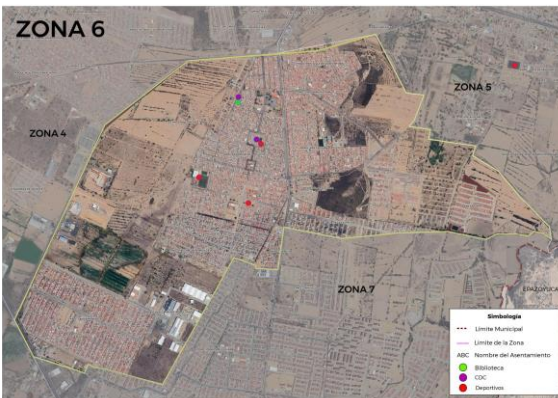 ZONA 6
ZONA 5
ZONA 4
ZONA 7
EPAZOYUCA
Simbología
Límite Municipal
Límite de la Zona
ABC Nombre del Asentamiento
Biblioteca
CDC
Deportivos